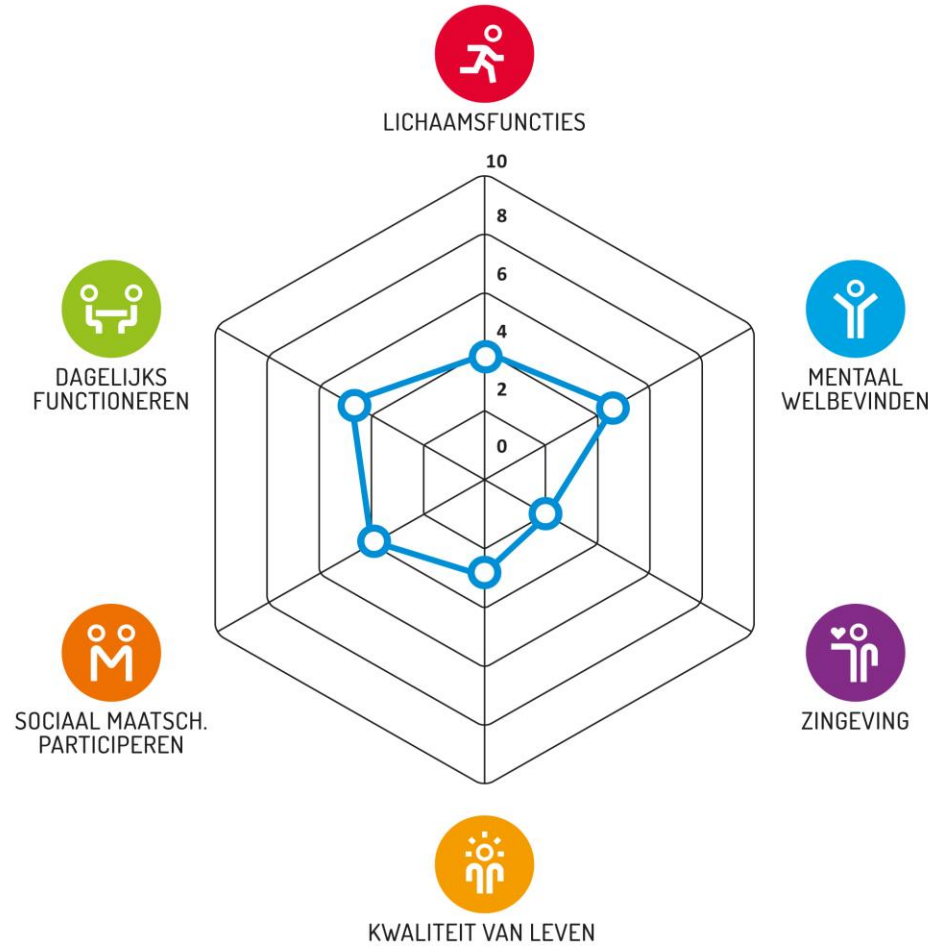 LICHAAMSFUNCTIES
10
8
6
4
2
0
DAGELIJKS
FUNCTIONEREN
MENTAAL
WELBEVINDEN
SOCIAAL MAATSCH.
PARTICIPEREN
ZINGEVING
KWALITEIT VAN LEVEN